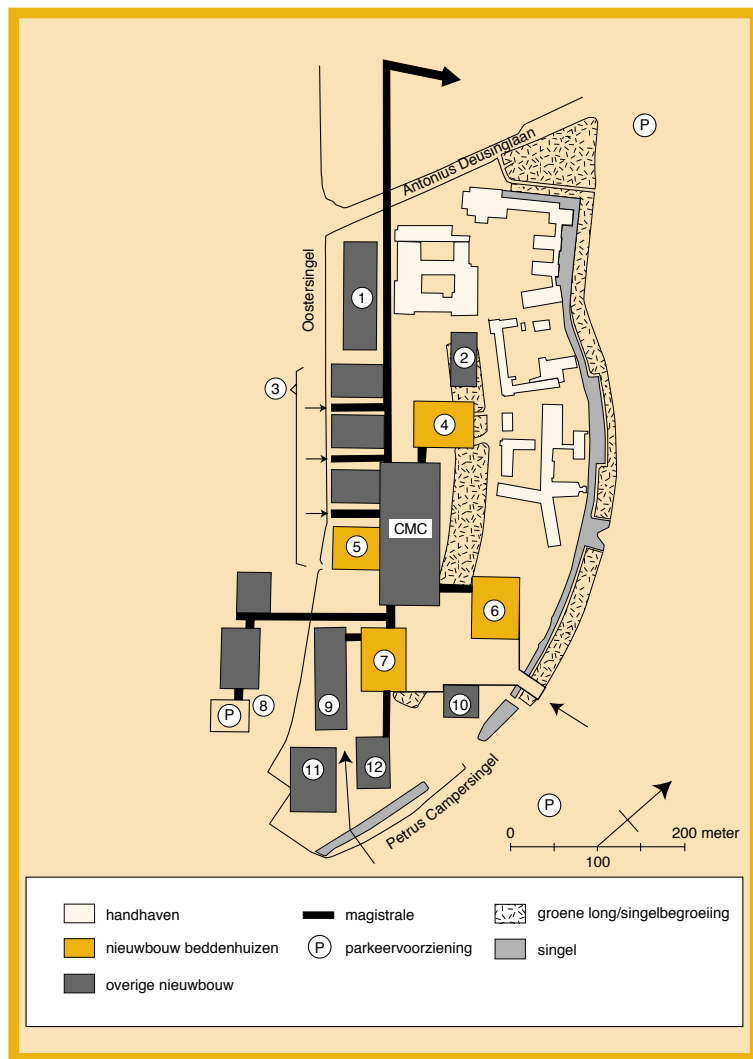 P
Antonius Deusinglaan
Oostersingel
1
2
3
4
CMC
5
6
7
8
P
9
10
11
12
Petrus Campersingel
P
0
200 meter
100
handhaven
magistrale
groene long/singelbegroeiing
nieuwbouw beddenhuizen
P
parkeervoorziening
singel
overige nieuwbouw